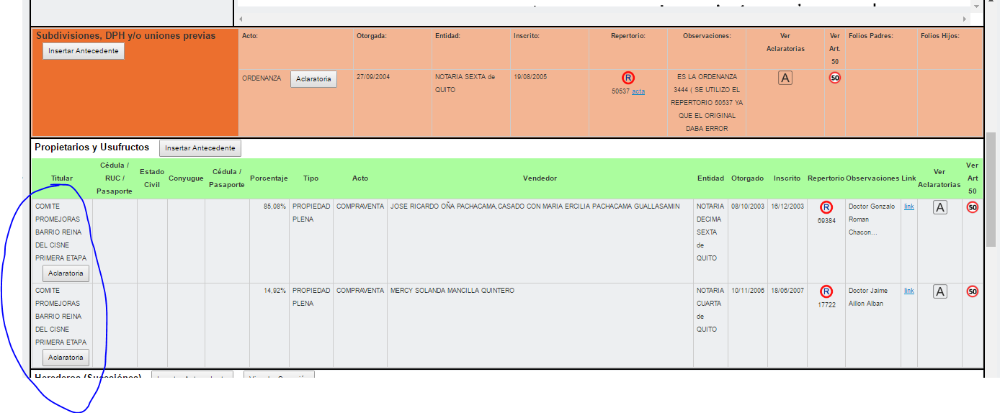 Subdivisiones, DPH y/o uniones previas
Insertar Antecedente
Acto: Otorgada: Entidad: Inscrito: Repertorio: Observaciones: Ver Aclaratorias Ver Art. 50 Folios Padres: Folios Hijos:
ORDENANZA Aclaratoria 27/09/2004 NOTARIA SEXTA de R ES LA ORDENANZA A 50
QUITO 50537 acta 3444 ( SE UTILIZO EL
REPERTORIO 50537 YA
QUE EL ORIGINAL
DABA ERROR
Propietarios y Usufructos Insertar Antecedente
Titular Cédula / RUC / Pasaporte Estado Civil Conyugue Cédula / Pasaporte Porcentaje Tipo Acto Vendedor Entidad Otorgado Inscrito Repertorio Observaciones Link Ver Aclaratorias Ver Art 50
COMITE 85,08% PROPIEDAD COMPRAVENTA JOSE RICARDO OÑA PACHACAMA,CASADO CON MARIA ERCILIA PACHACAMA GUALLASAMIN NOTARIA 08/10/2003 16/12/2003 R Doctor Gonzalo link A 50
PROMEJORAS PLENA DECIMA 69384 Roman
BARRIO REINA SEXTA Chacon...
DEL CISNE de
PRIMERA ETAPA QUITO
Aclaratoria
COMITE 14,92% PROPIEDAD COMPRAVENTA MERCY SOLANDA MANCILLA QUINTERO NOTARIA 10/11/2006 18/06/2007 R Doctor Jaime link A 50
PROMEJORAS PLENA CUARTA 17722 Aillon Alban
BARRIO REINA de
DEL CISNE QUITO
PRIMERA ETAPA
Aclaratoria